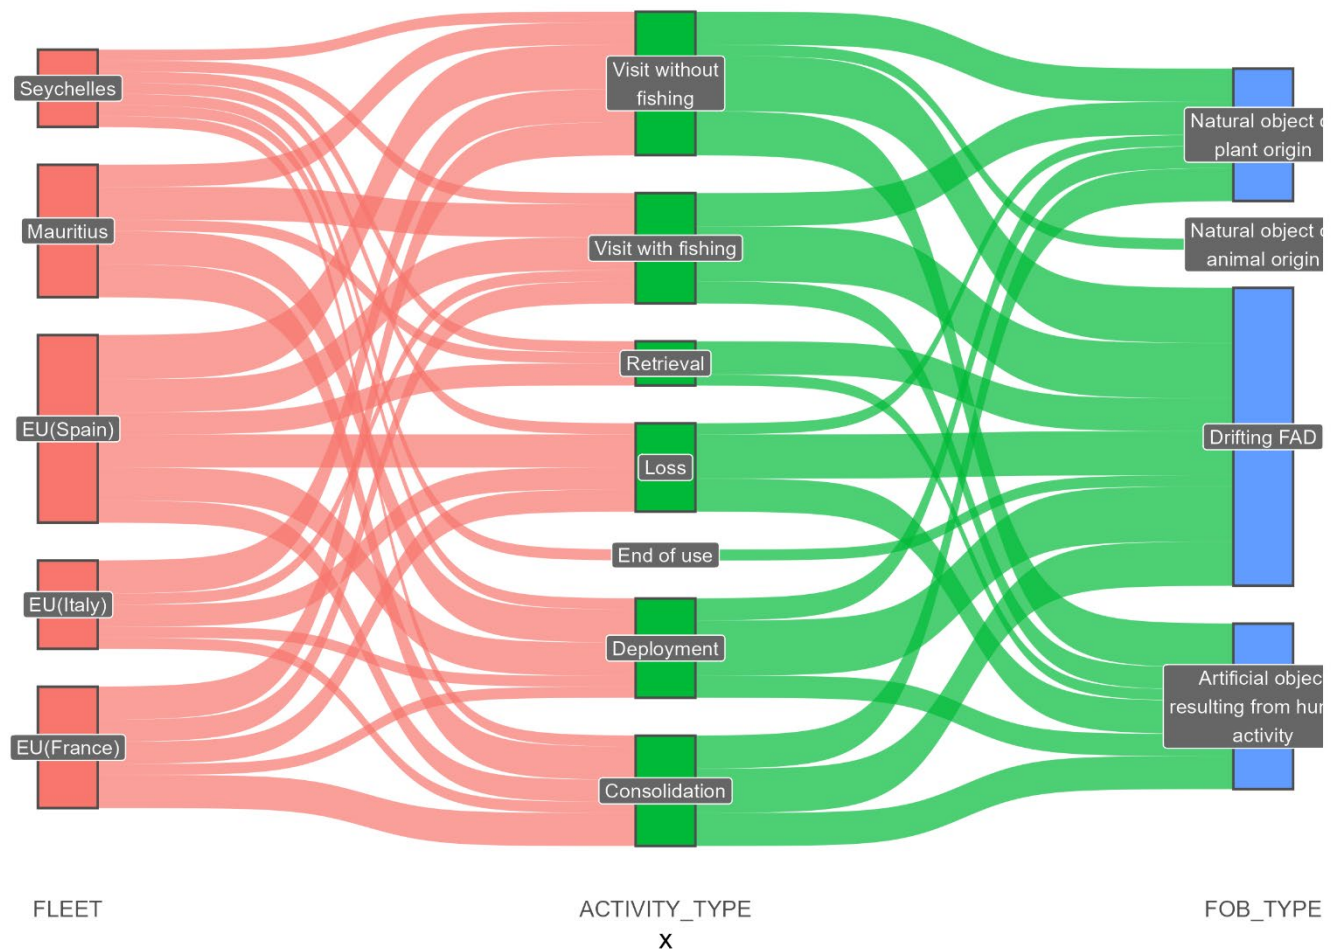 Seychelles
Mauritius
EU(Spain)
EU(Italy)
EU(France)
Visit without
fishing
Visit with fishing
Retrieval
Loss
End of use
Deployment
Consolidation
Natural object
plant origin
Natural object
animal origin
Drifting FAD
Artificial objec
resulting from hur
activity
FLEET
ACTIVITY_TYPE
FOB_TYPE
x